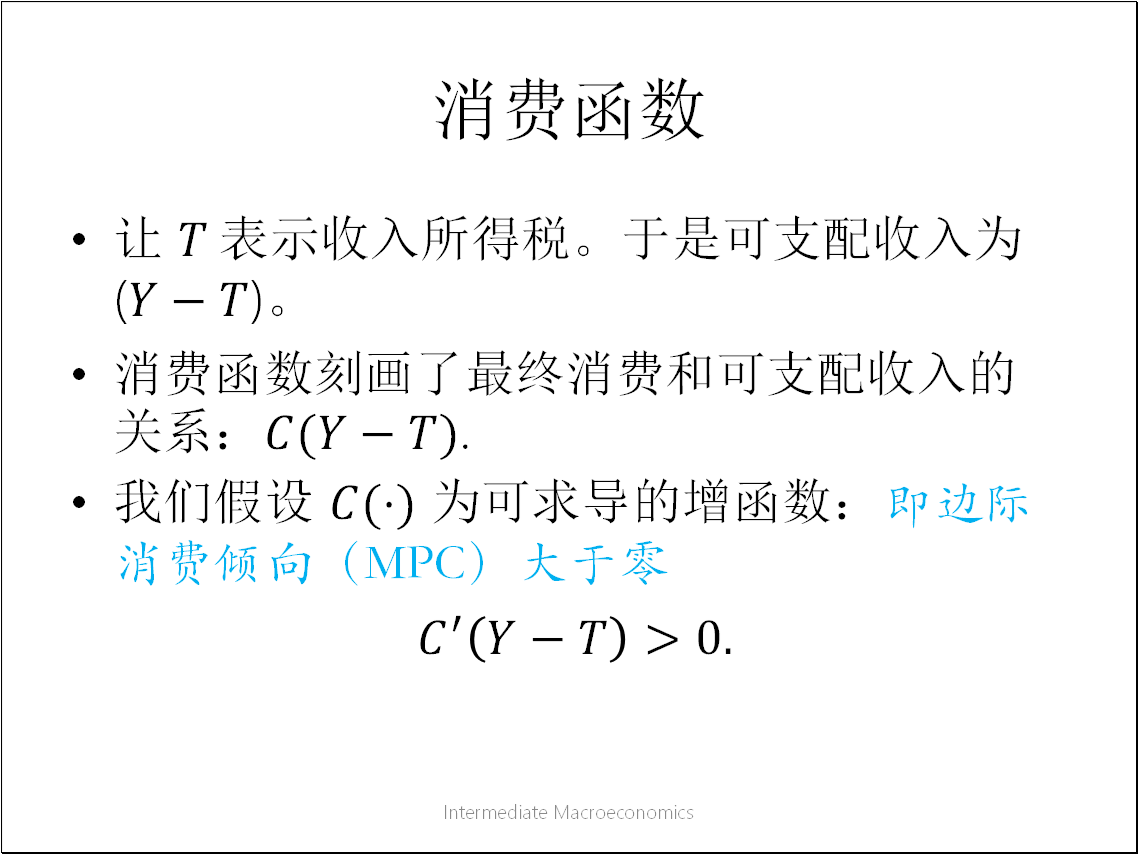 消费函数
• 让 T 表示收入所得税。于是可支配收入为
(Y − T)。
• 消费函数刻画了最终消费和可支配收入的
关系：C(Y − T).
• 我们假设 C(·) 为可求导的增函数：即边际
消费倾向（MPC）大于零
C′(Y − T) > 0.
Intermediate Macroeconomics